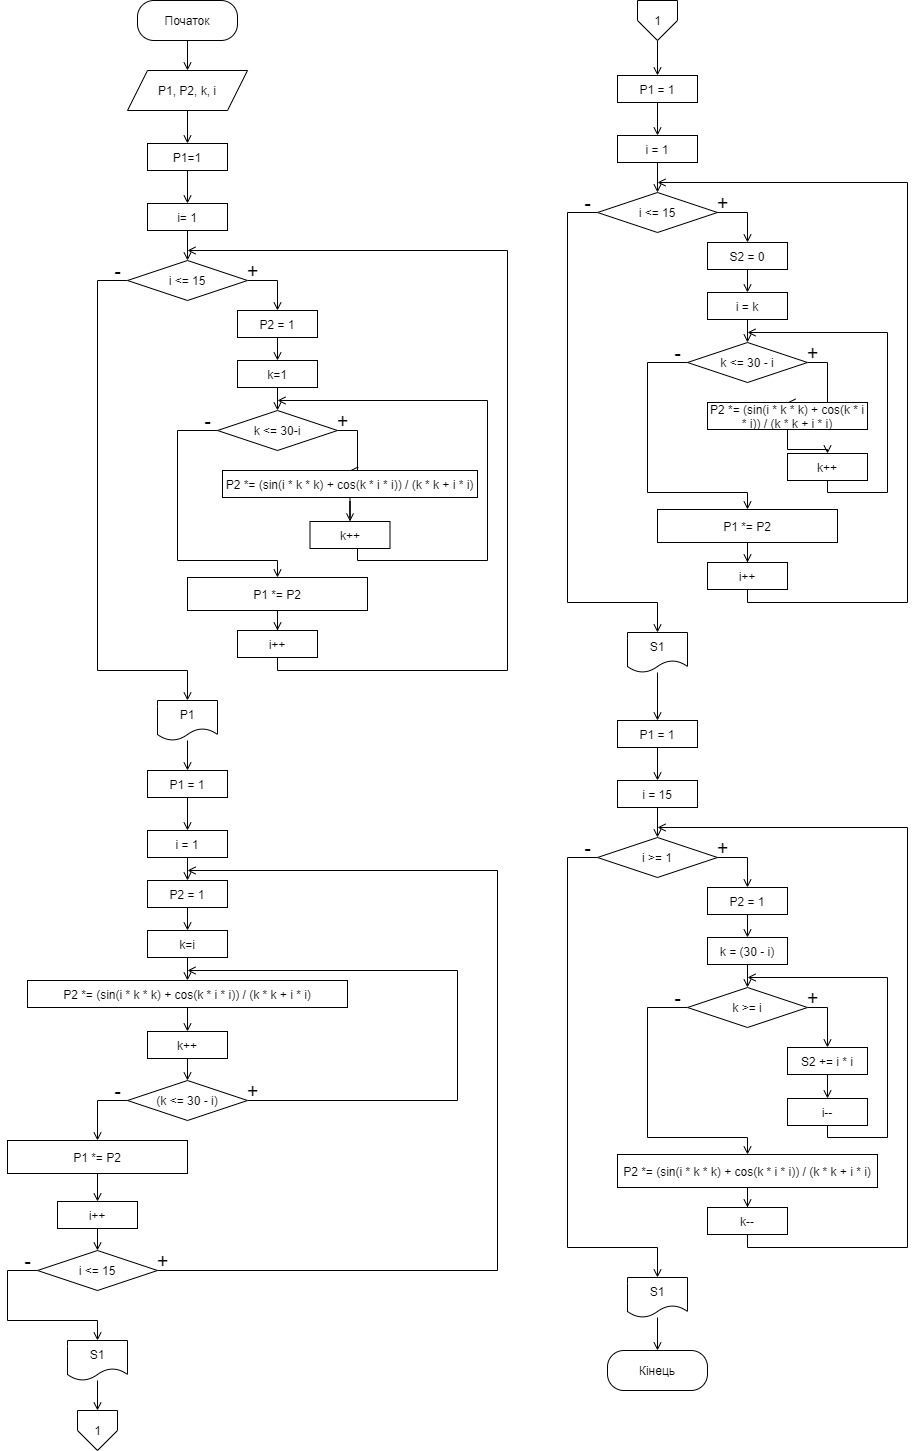 Початок
P1, P2, k, i
P1=1
i= 1
i <= 15
-
+
P2 = 1
k=1
k <= 30-i
-
+
P2 *= (sin(i * k * k) + cos(k * i * i)) / (k * k + i * i)
k++
P1 *= P2
i++
P1
P1 = 1
i = 1
P2 = 1
k=i
P2 *= (sin(i * k * k) + cos(k * i * i)) / (k * k + i * i)
k++
(k <= 30 - i)
-
+
P1 *= P2
i++
i <= 15
-
+
S1
1
1
P1 = 1
i = 1
i <= 15
-
+
S2 = 0
i = k
k <= 30 - i
-
+
P2 *= (sin(i * k * k) + cos(k * i
* i)) / (k * k + i * i)
k++
P1 *= P2
i++
S1
P1 = 1
i = 15
i >= 1
-
+
P2 = 1
k = (30 - i)
k >= i
-
+
S2 += i * i
i--
P2 *= (sin(i * k * k) + cos(k * i * i)) / (k * k + i * i)
k--
S1
Кінець